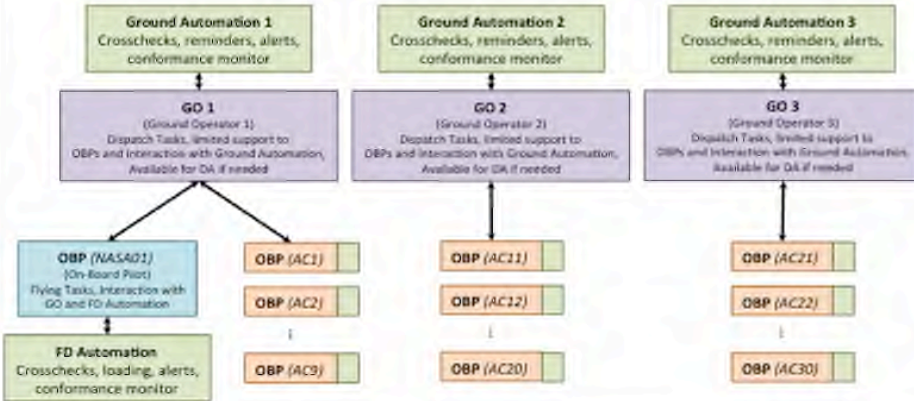 Ground Automation 1
Crosschecks, reminders, alerts,
conformance monitor
Ground Automation 2
Crosschecks, reminders, alerts,
conformance monitor
Ground Automation 3
Crosschecks, reminders, alerts,
conformance monitor
GO 1
(Ground Operator 1)
Dispatch Tasks, limited support to
OBPs and Interaction with Ground Automation,
Available for DA if needed
GO 2
(Ground Operator 2)
Dispatch Tasks, limited support to
OBPs and Interaction with Ground Automation,
Available for DA if needed
GO 3
(Ground Operator 3)
Dispatch Tasks, limited support to
OBPs and Interaction with Ground Automation,
Available for DA if needed
OBP (NASA01)
(On-Board Pilot)
Flying Tasks, Interaction with
GO and FD Automation
FD Automation
Crosschecks, loading, alerts,
conformance monitor
OBP (AC1)
OBP (AC2)
⋮
OBP (AC9)
OBP (AC11)
OBP (AC12)
⋮
OBP (AC20)
OBP (AC21)
OBP (AC22)
⋮
OBP (AC30)